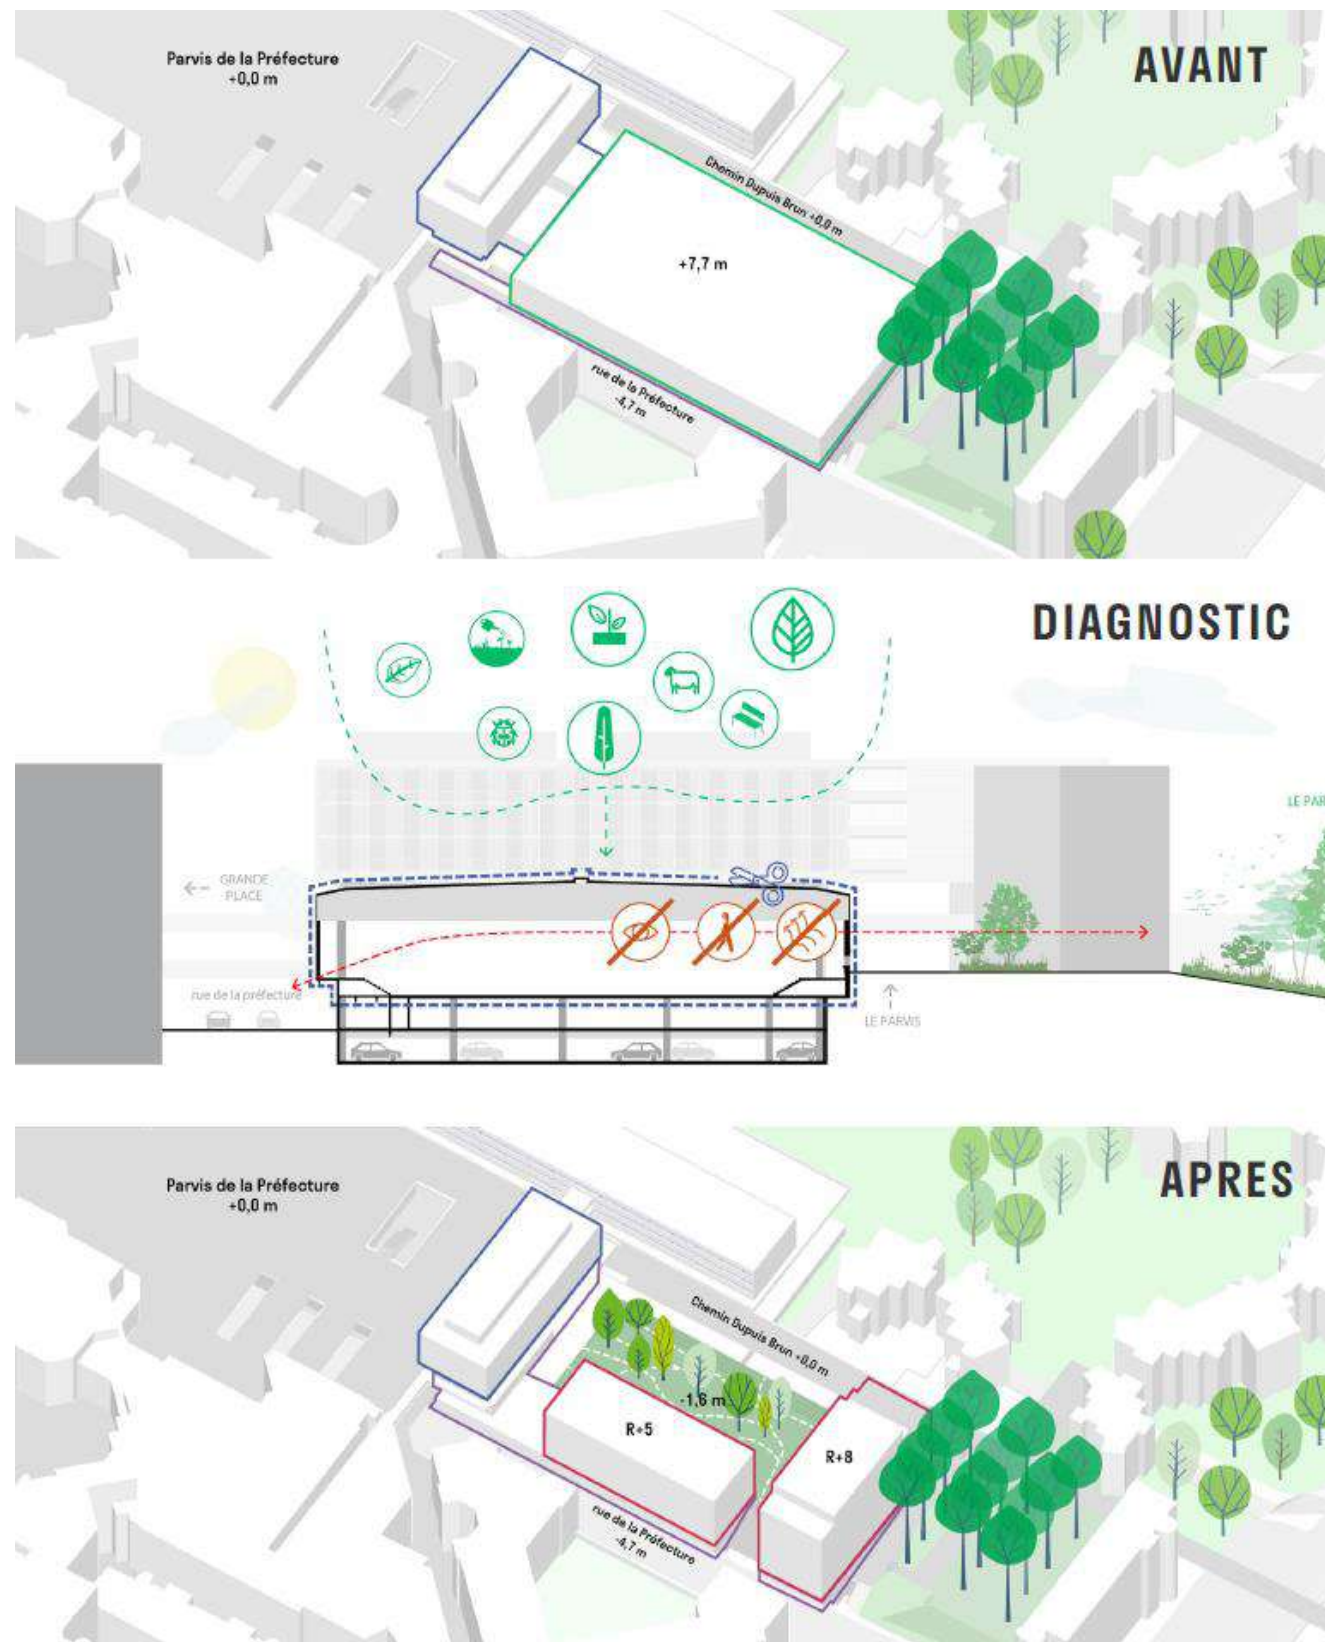 AVANT
Parvis de la Préfecture
+0,0 m
Chemin Dupuis Brun +0,0 m
+7,7 m
rue de la Préfecture
-4,7 m
DIAGNOSTIC
LE PAR
GRANDE
PLACE
rue de la préfecture
LE PARVIS
APRES
Parvis de la Préfecture
+0,0 m
Chemin Dupuis Brun +0,0 m
-1,6 m
R+5
R+8
rue de la Préfecture
-4,7 m